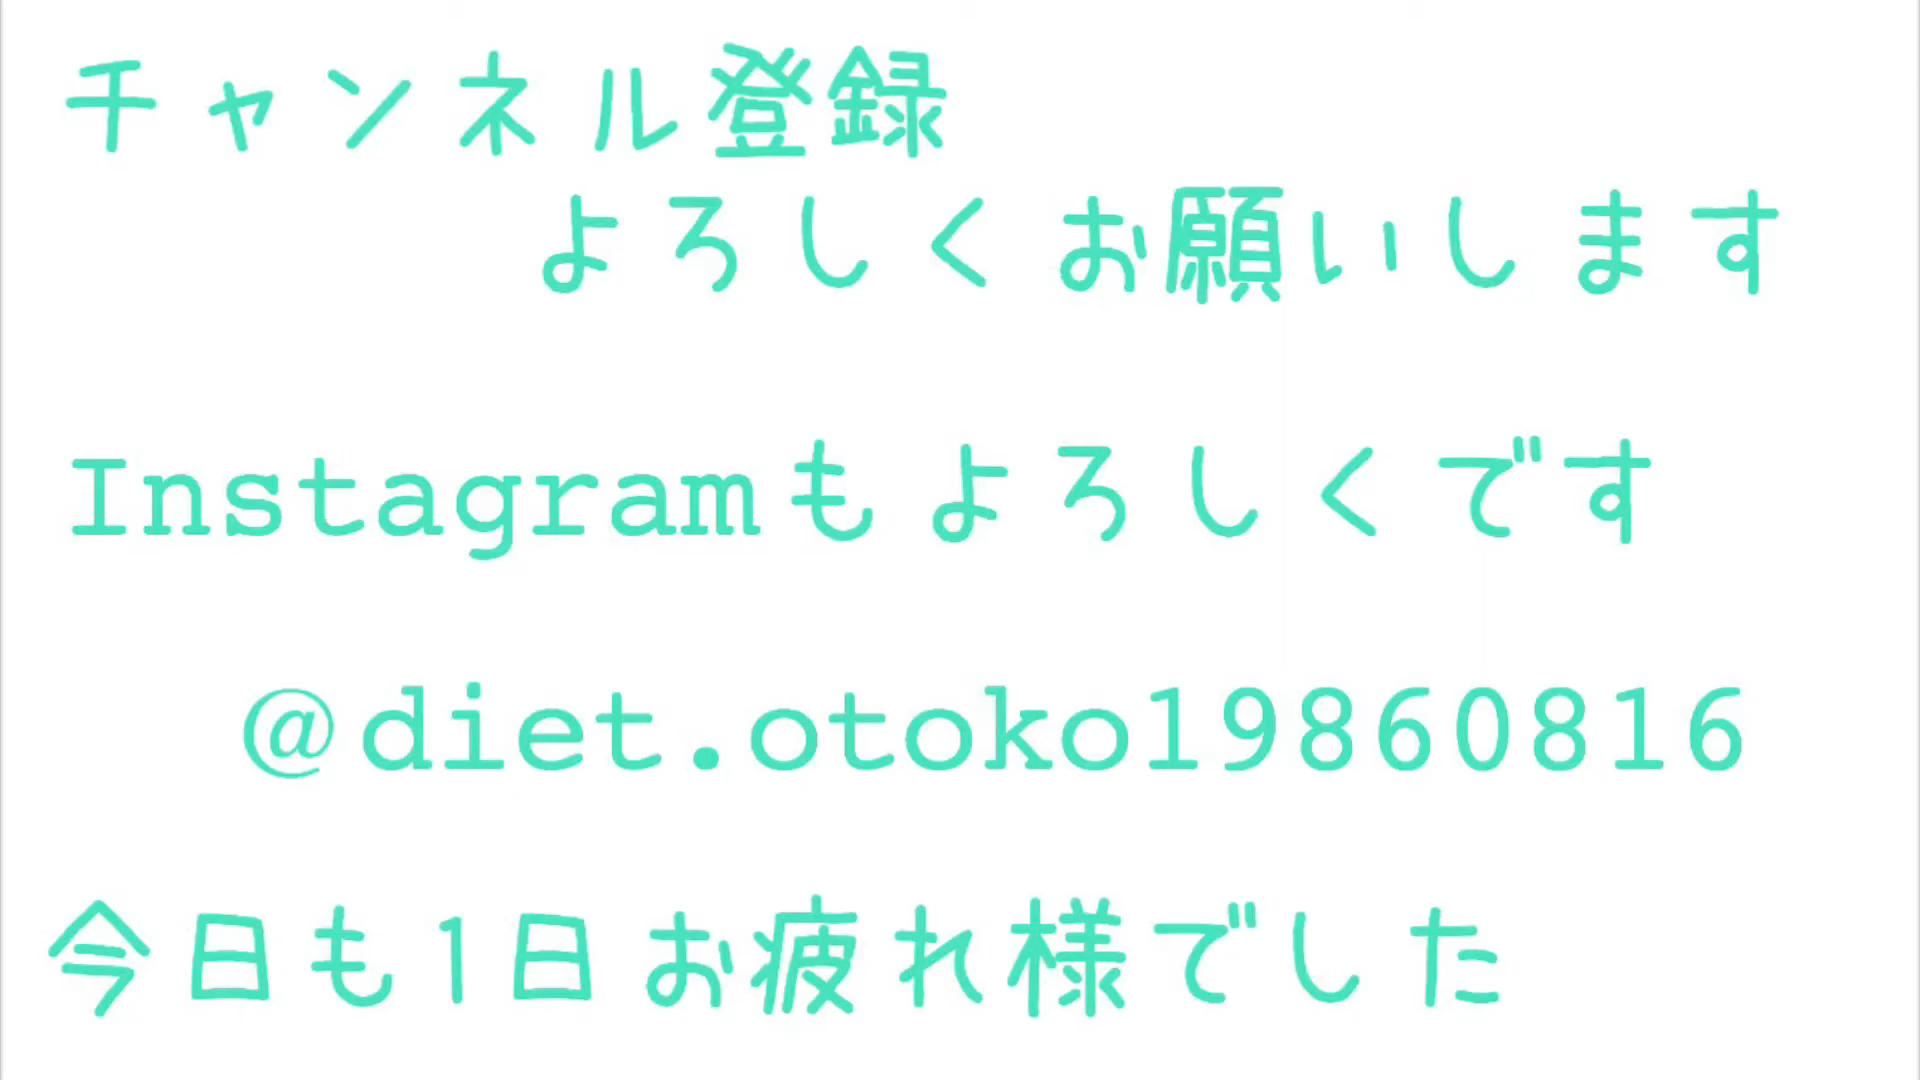 チャンネル登録
よろしくお願いします
Instagramもよろしくです
@diet.otoko19860816
今日も1日お疲れ様でした